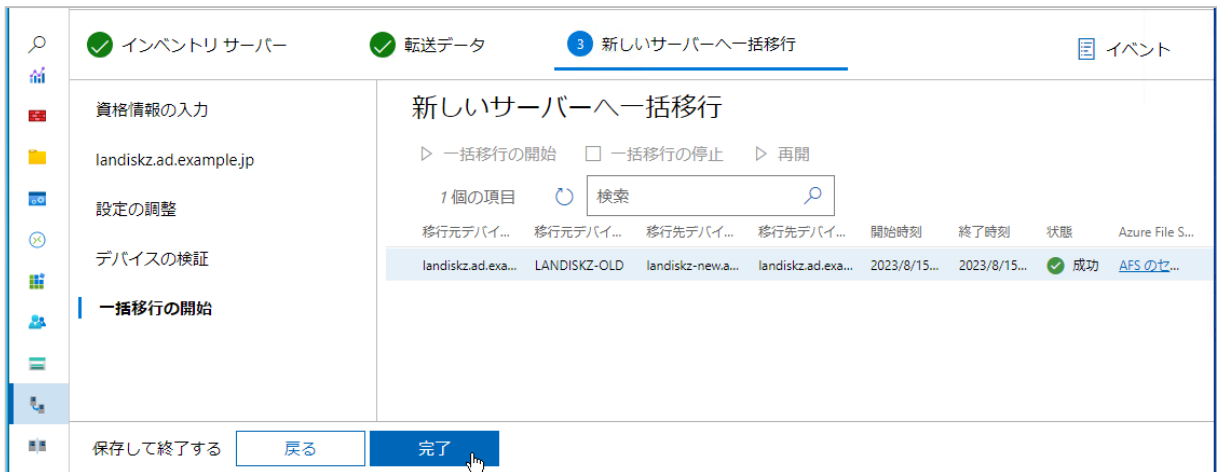 インベントリ サーバー
転送データ
3 新しいサーバーへ一括移行
イベント
資格情報の入力
landiskz.ad.example.jp
設定の調整
デバイスの検証
一括移行の開始
新しいサーバーへ一括移行
一括移行の開始 一括移行の停止 再開
1 個の項目 検索
移行元デバイ... 移行元デバイ... 移行先デバイ... 移行先デバイ... 開始時刻 終了時刻 状態 Azure File S...
landiskz.ad.exa... LANDISKZ-OLD landiskz-new.a... landiskz.ad.exa... 2023/8/15... 2023/8/15... 成功 AFS のセ...
保存して終了する 戻る 完了